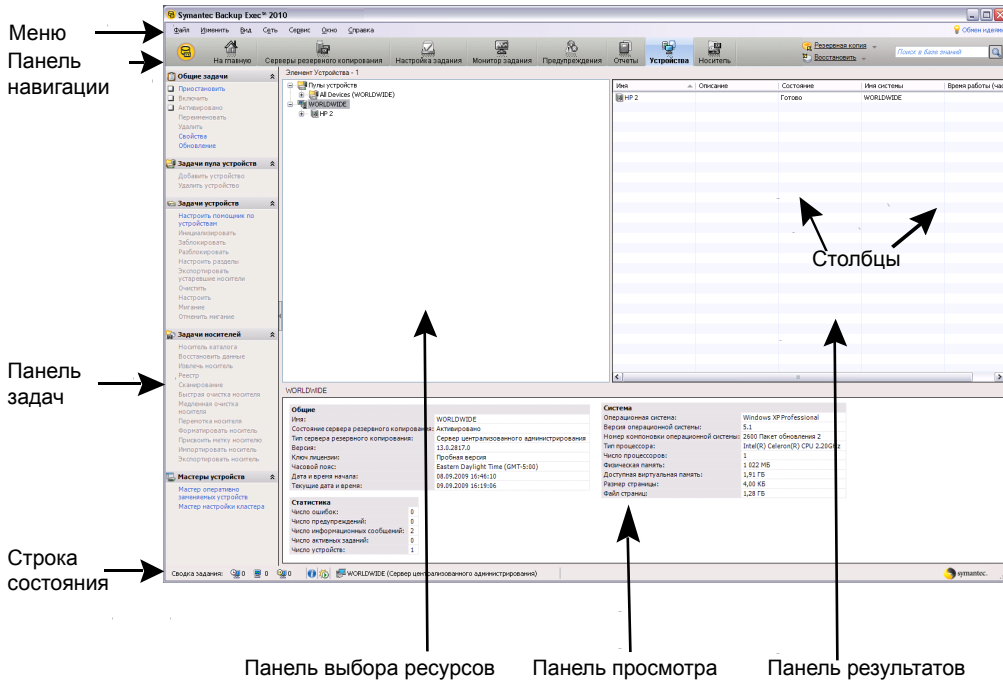 Symantec Backup Exec™ 2010
Файл Изменить Вид Сеть Сервис Окно Справка
Обмен идеями
На главную Серверы резервного копирования Настройка задания Монитор задания Предупреждения Отчеты Устройства Носитель
Резервная копия
Восстановить
Поиск в базе знаний
Меню
Панель
навигации
Общие задачи
Приостановить
Включить
Активировано
Переименовать
Удалить
Свойства
Обновление
Задачи пула устройств
Добавить устройство
Удалить устройство
Задачи устройств
Настроить помощник по
устройствам
Инициализировать
Заблокировать
Разблокировать
Настроить разделы
Экспортировать
устаревшие носители
Очистить
Настроить
Мигание
Отменить мигание
Задачи носителей
Носитель каталога
Восстановить данные
Извлечь носитель
Реестр
Сканирование
Быстрая очистка носителя
Медленная очистка
носителя
Перемотка носителя
Форматировать носитель
Присвоить метку носителю
Импортировать носитель
Экспортировать носитель
Мастеры устройств
Мастер оперативно
заменяемых устройств
Мастер настройки кластера
Панель
задач
Элемент Устройства - 1
Пулы устройств
All Devices (WORLDWIDE)
WORLDWIDE
HP 2
Имя Описание Состояние Имя системы Время работы (час
HP 2 Готово WORLDWIDE
Столбцы
WORLDWIDE
Общие
Имя: WORLDWIDE
Состояние сервера резервного копирования: Активировано
Тип сервера резервного копирования: Сервер централизованного администрирования
Версия: 13.0.2817.0
Ключ лицензии: Пробная версия
Часовой пояс: Eastern Daylight Time (GMT-5:00)
Дата и время начала: 08.09.2009 16:46:10
Текущие дата и время: 09.09.2009 16:19:06
Статистика
Число ошибок: 0
Число предупреждений: 0
Число информационных сообщений: 2
Число активных заданий: 0
Число устройств: 1
Система
Операционная система: Windows XP Professional
Версия операционной системы: 5.1
Номер компоновки операционной системы: 2600 Пакет обновления 2
Тип процессора: Intel(R) Celeron(R) CPU 2.20GHz
Число процессоров: 1
Физическая память: 1 022 МБ
Доступная виртуальная память: 1,91 ГБ
Размер страницы: 4,00 КБ
Файл страниц: 1,28 ГБ
Строка
состояния
Сводка задания: 0 0 0 WORLDWIDE (Сервер централизованного администрирования)
symantec.
Панель выбора ресурсов Панель просмотра Панель результатов